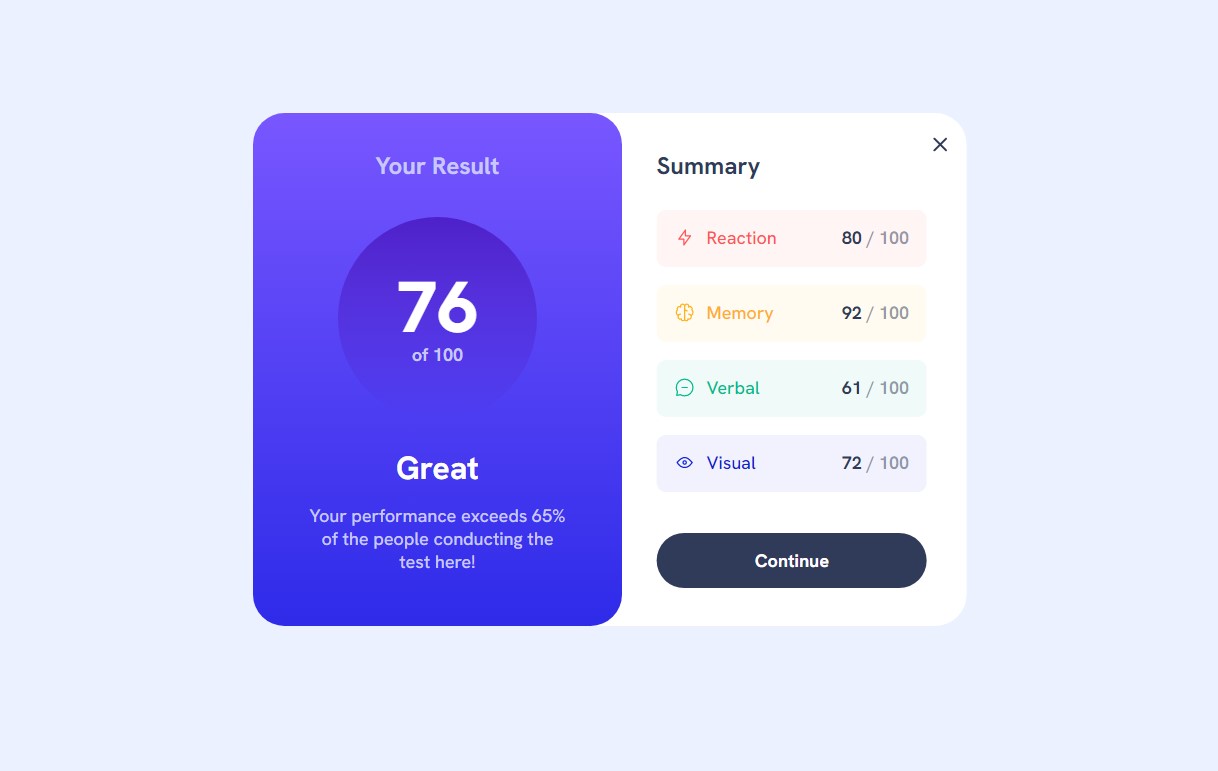 Your Result
76
of 100
Great
Your performance exceeds 65%
of the people conducting the
test here!
Summary
Reaction 80 / 100
Memory 92 / 100
Verbal 61 / 100
Visual 72 / 100
Continue